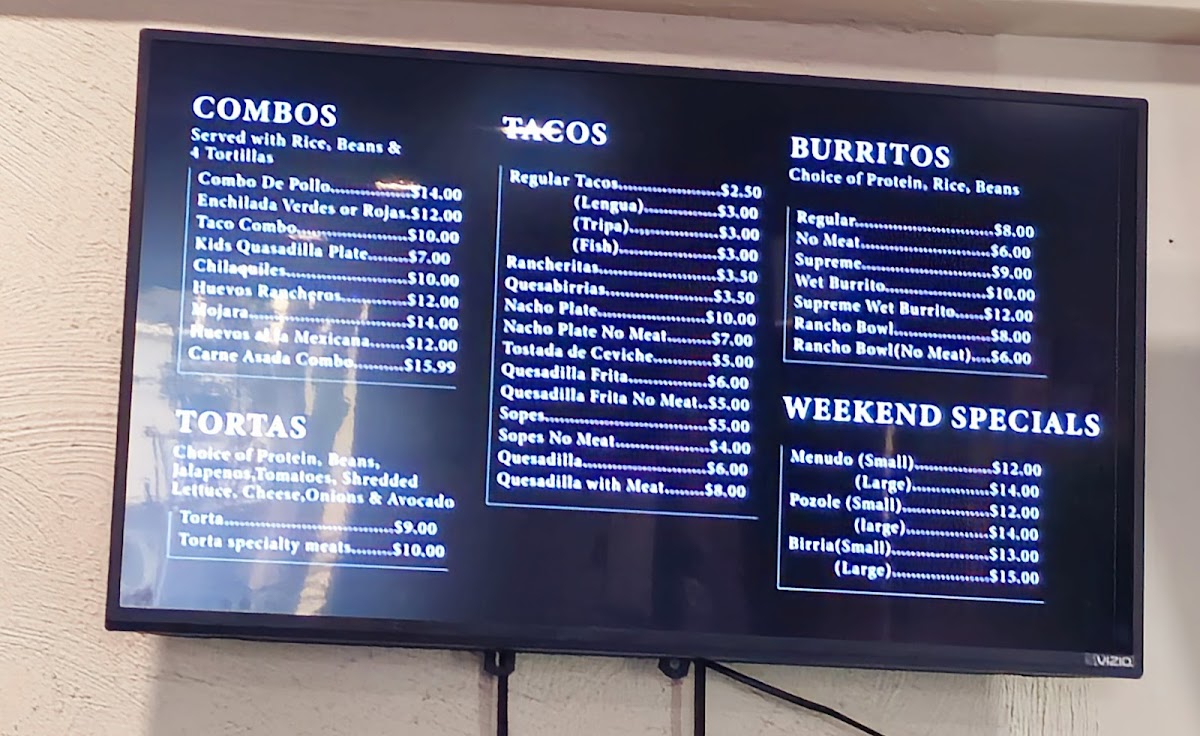 COMBOS
Served with Rice, Beans &
4 Tortillas
Combo De Pollo....................$14.00
Enchilada Verdes or Rojas.$12.00
Taco Combo...........................$10.00
Kids Quasadilla Plate..........$7.00
Chilaquiles..............................$10.00
Huevos Rancheros................$12.00
Mojara......................................$14.00
Huevos a la Mexicana.........$12.00
Carne Asada Combo............$15.99
TORTAS
Choice of Protein, Beans,
Jalapenos,Tomatoes, Shredded
Lettuce, Cheese,Onions & Avocado
Torta..........................................$9.00
Torta specialty meats..........$10.00
TACOS
Regular Tacos.........................$2.50
(Lengua)..................$3.00
(Tripa).....................$3.00
(Fish).......................$3.00
Rancheritas..............................$3.50
Quesabirrias............................$3.50
Nacho Plate..........................$10.00
Nacho Plate No Meat..........$7.00
Tostada de Ceviche..............$5.00
Quesadilla Frita...................$6.00
Quesadilla Frita No Meat..$5.00
Sopes.........................................$5.00
Sopes No Meat.......................$4.00
Quesadilla...............................$6.00
Quesadilla with Meat.........$8.00
BURRITOS
Choice of Protein, Rice, Beans
Regular..................................$8.00
No Meat................................$6.00
Supreme................................$9.00
Wet Burrito.........................$10.00
Supreme Wet Burrito......$12.00
Rancho Bowl.......................$8.00
Rancho Bowl(No Meat)....$6.00
WEEKEND SPECIALS
Menudo (Small)...................$12.00
(Large)....................$14.00
Pozole (Small)......................$12.00
(large).....................$14.00
Birria(Small)........................$13.00
(Large)........................$15.00
VIZIO